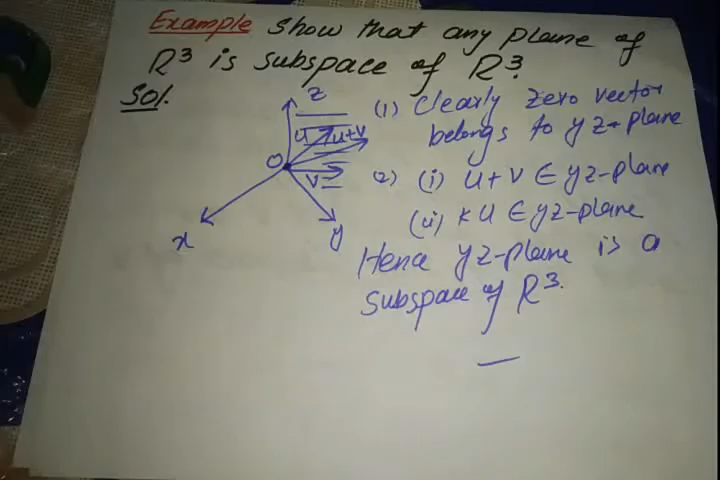 Example Show that any plane of
R³ is subspace of R³.
Sol.
z
(1) Clearly zero vector
belongs to yz-plane
u u+v
O
v
(2) (i) u+v ∈ yz-plane
(ii) ku ∈ yz-plane
x
y
Hence yz-plane is a
subspace of R³.